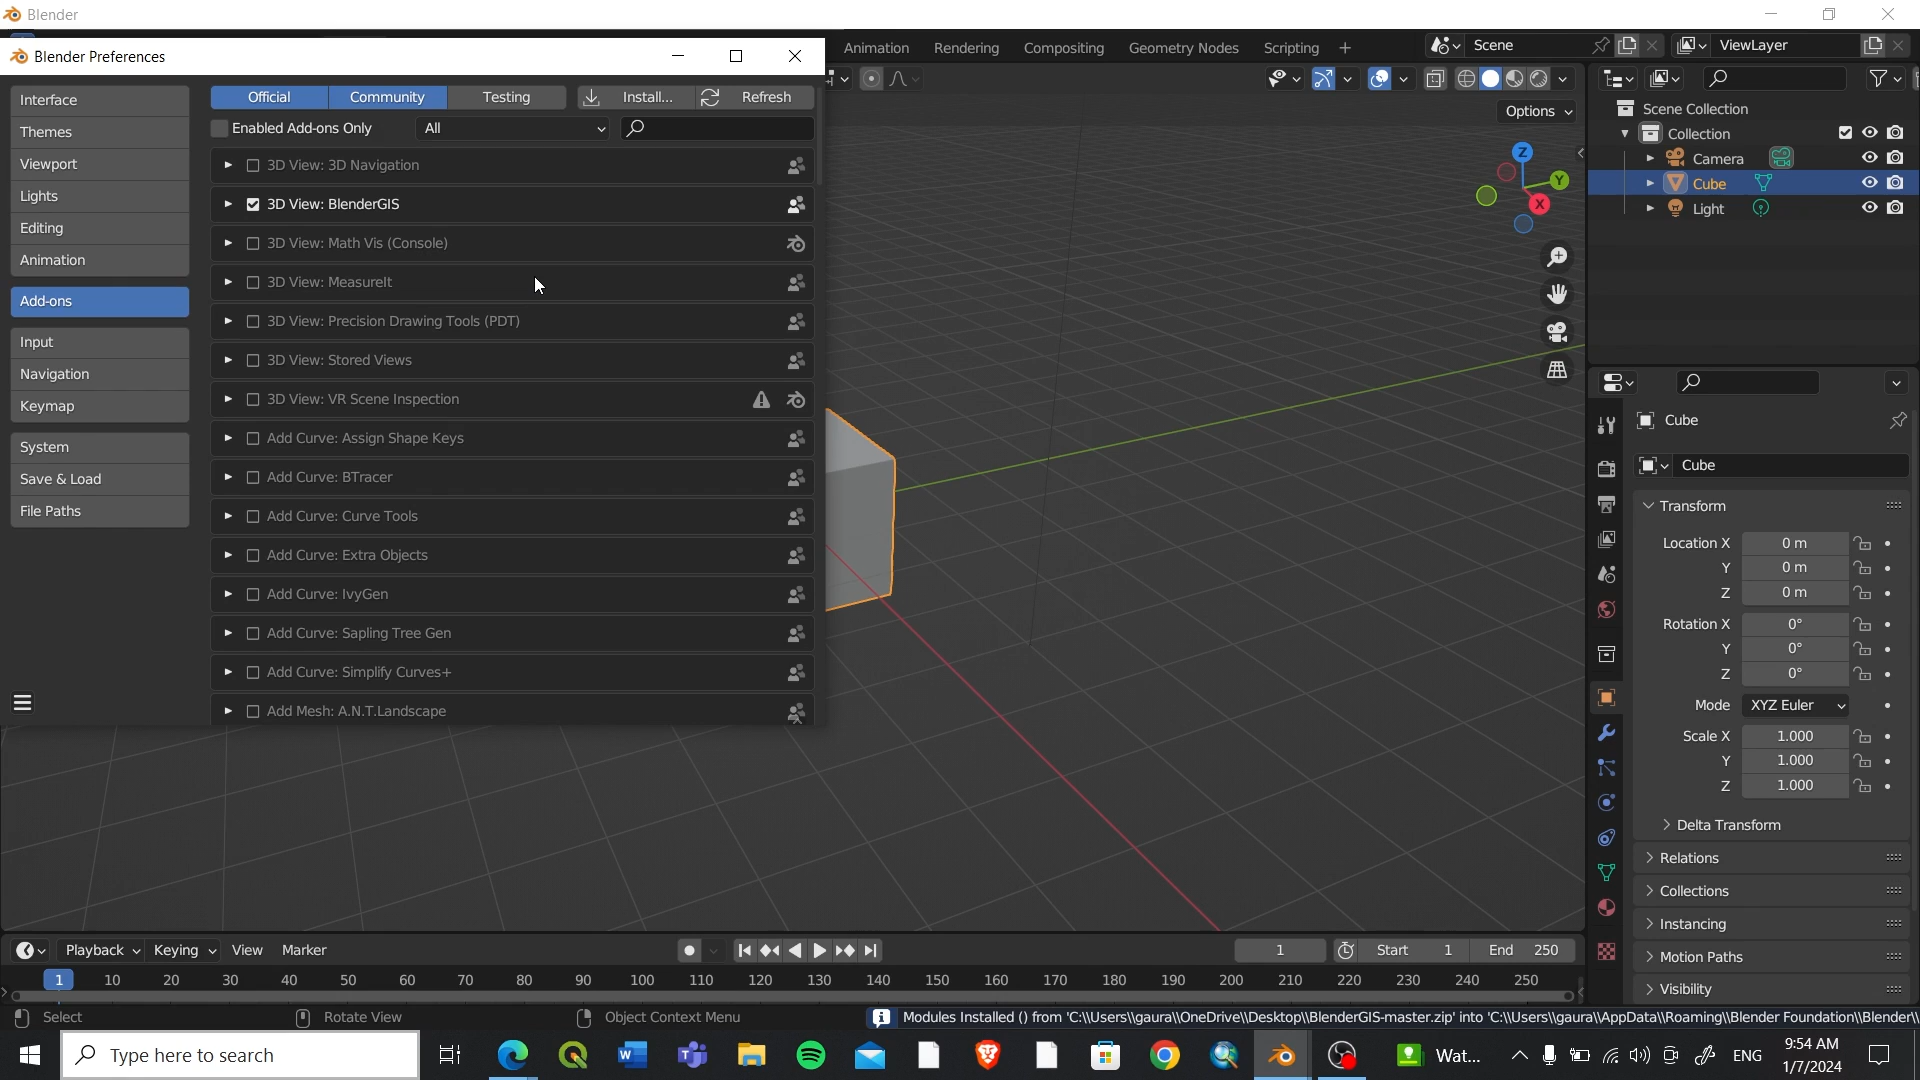 Blender
Blender Preferences
Animation Rendering Compositing Geometry Nodes Scripting +
Scene
ViewLayer
Interface
Themes
Viewport
Lights
Editing
Animation
Add-ons
Input
Navigation
Keymap
System
Save & Load
File Paths
Official Community Testing Install... Refresh
Enabled Add-ons Only All
3D View: 3D Navigation
3D View: BlenderGIS
3D View: Math Vis (Console)
3D View: MeasureIt
3D View: Precision Drawing Tools (PDT)
3D View: Stored Views
3D View: VR Scene Inspection
Add Curve: Assign Shape Keys
Add Curve: BTracer
Add Curve: Curve Tools
Add Curve: Extra Objects
Add Curve: IvyGen
Add Curve: Sapling Tree Gen
Add Curve: Simplify Curves+
Add Mesh: A.N.T.Landscape
Options
Z
Y
X
Scene Collection
Collection
Camera
Cube
Light
Cube
Cube
Transform
Location X 0 m
Y 0 m
Z 0 m
Rotation X 0°
Y 0°
Z 0°
Mode XYZ Euler
Scale X 1.000
Y 1.000
Z 1.000
Delta Transform
Relations
Collections
Instancing
Motion Paths
Visibility
Playback Keying View Marker 1 Start 1 End 250
1 10 20 30 40 50 60 70 80 90 100 110 120 130 140 150 160 170 180 190 200 210 220 230 240 250
Select Rotate View Object Context Menu Modules Installed () from 'C:\\Users\\gaura\\OneDrive\\Desktop\\BlenderGIS-master.zip' into 'C:\\Users\\gaura\\AppData\\Roaming\\Blender Foundation\\Blender\\
Type here to search
Wat...
ENG
9:54 AM
1/7/2024